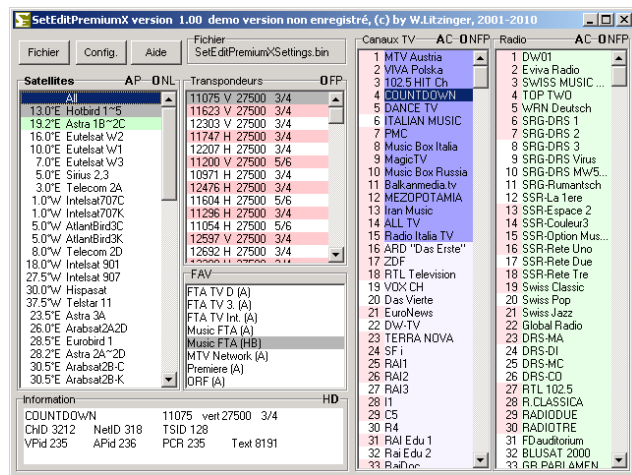 SetEditPremiumX version 1.00 demo version non enregistré, (c) by W.Litzinger, 2001-2010
Fichier
Config.
Aide
Fichier
SetEditPremiumXSettings.bin
Satellites AP ONL
All
13.0°E Hotbird 1~5
19.2°E Astra 1B~2C
16.0°E Eutelsat W2
10.0°E Eutelsat W1
7.0°E Eutelsat W3
5.0°E Sirius 2,3
3.0°E Telecom 2A
1.0°W Intelsat707C
1.0°W Intelsat707K
5.0°W AtlantBird3C
5.0°W AtlantBird3K
8.0°W Telecom 2D
18.0°W Intelsat 901
27.5°W Intelsat 907
30.0°W Hispasat
37.5°W Telstar 11
23.5°E Astra 3A
26.0°E Arabsat2A2D
28.5°E Eurobird 1
28.2°E Astra 2A~2D
30.5°E Arabsat2B-C
30.5°E Arabsat2B-K
Transpondeurs OFP
11075 V 27500 3/4
11623 V 27500 3/4
12303 V 27500 3/4
11747 H 27500 3/4
12207 H 27500 3/4
11200 V 27500 5/6
10971 H 27500 3/4
12476 H 27500 3/4
11604 H 27500 5/6
11296 H 27500 3/4
11054 H 27500 5/6
12597 V 27500 3/4
12692 H 27500 3/4
FAV
FTA TV D (A)
FTA TV 3. (A)
FTA TV Int. (A)
Music FTA (A)
Music FTA (HB)
MTV Network (A)
Premiere (A)
ORF (A)
Canaux TV AC ONFP
1 MTV Austria
2 VIVA Polska
3 102.5 HIT Ch
4 COUNTDOWN
5 DANCE TV
6 ITALIAN MUSIC
7 PMC
8 Music Box Italia
9 MagicTV
10 Music Box Russia
11 Balkanmedia.tv
12 MEZOPOTAMIA
13 Iran Music
14 ALL TV
15 Radio Italia TV
16 ARD "Das Erste"
17 ZDF
18 RTL Television
19 VOX CH
20 Das Vierte
21 EuroNews
22 DW-TV
23 TERRA NOVA
24 SF i
25 RAI1
26 RAI2
27 RAI3
28 I1
29 C5
30 R4
31 RAI Edu 1
32 Rai Edu 2
33 RaiDoc
Radio AC ONFP
1 DW01
2 Eviva Radio
3 SWISS MUSIC ...
4 TOP TWO
5 WRN Deutsch
6 SRG-DRS 1
7 SRG-DRS 2
8 SRG-DRS 3
9 SRG-DRS Virus
10 SRG-DRS MW5...
11 SRG-Rumantsch
12 SSR-La 1ere
13 SSR-Espace 2
14 SSR-Couleur3
15 SSR-Option Mus...
16 SSR-Rete Uno
17 SSR-Rete Due
18 SSR-Rete Tre
19 Swiss Classic
20 Swiss Pop
21 Swiss Jazz
22 Global Radio
23 DRS-MA
24 DRS-DI
25 DRS-MC
26 DRS-CO
27 RTL 102.5
28 R.CLASSICA
29 RADIODUE
30 RADIOTRE
31 FDauditorium
32 BLUSAT 2000
33 GR PARLAMEN
Information HD
COUNTDOWN 11075 vert 27500 3/4
ChID 3212 NetID 318 TSID 128
VPid 235 APid 236 PCR 235 Text 8191